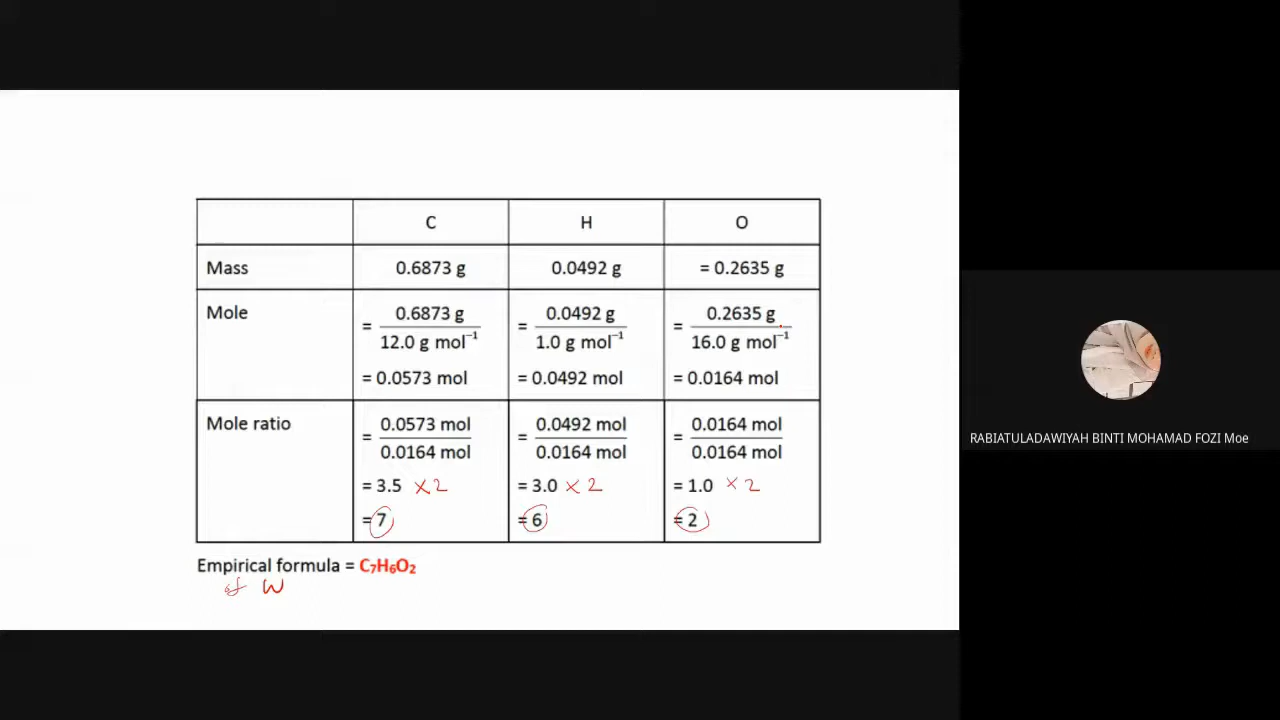 C H O
Mass 0.6873 g 0.0492 g = 0.2635 g
Mole = 0.6873 g / 12.0 g mol⁻¹ = 0.0492 g / 1.0 g mol⁻¹ = 0.2635 g / 16.0 g mol⁻¹
= 0.0573 mol = 0.0492 mol = 0.0164 mol
Mole ratio = 0.0573 mol / 0.0164 mol = 0.0492 mol / 0.0164 mol = 0.0164 mol / 0.0164 mol
= 3.5 ×2 = 3.0 ×2 = 1.0 ×2
= 7 = 6 = 2
Empirical formula = C₇H₆O₂
of W
RABIATULADAWIYAH BINTI MOHAMAD FOZI Moe